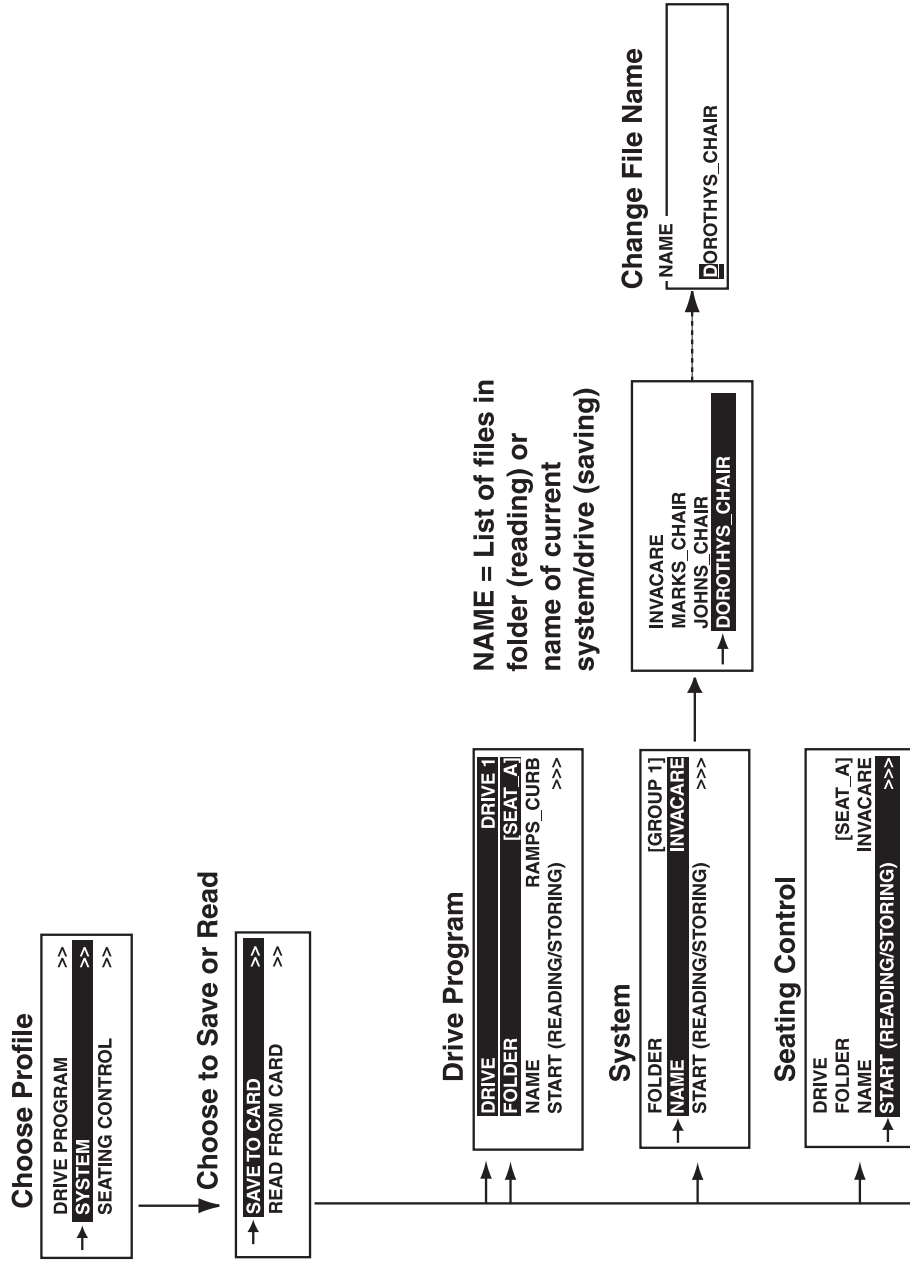 Choose Profile
DRIVE PROGRAM >>
SYSTEM >>
SEATING CONTROL >>
Choose to Save or Read
SAVE TO CARD >>
READ FROM CARD >>
Drive Program
DRIVE DRIVE 1
FOLDER [SEAT_A]
NAME RAMPS_CURB
START (READING/STORING) >>>
System
FOLDER [GROUP 1]
NAME INVACARE
START (READING/STORING) >>>
Seating Control
DRIVE
FOLDER [SEAT_A]
NAME INVACARE
START (READING/STORING) >>>
NAME = List of files in
folder (reading) or
name of current
system/drive (saving)
INVACARE
MARKS_CHAIR
JOHNS_CHAIR
DOROTHYS_CHAIR
Change File Name
NAME
DOROTHYS_CHAIR